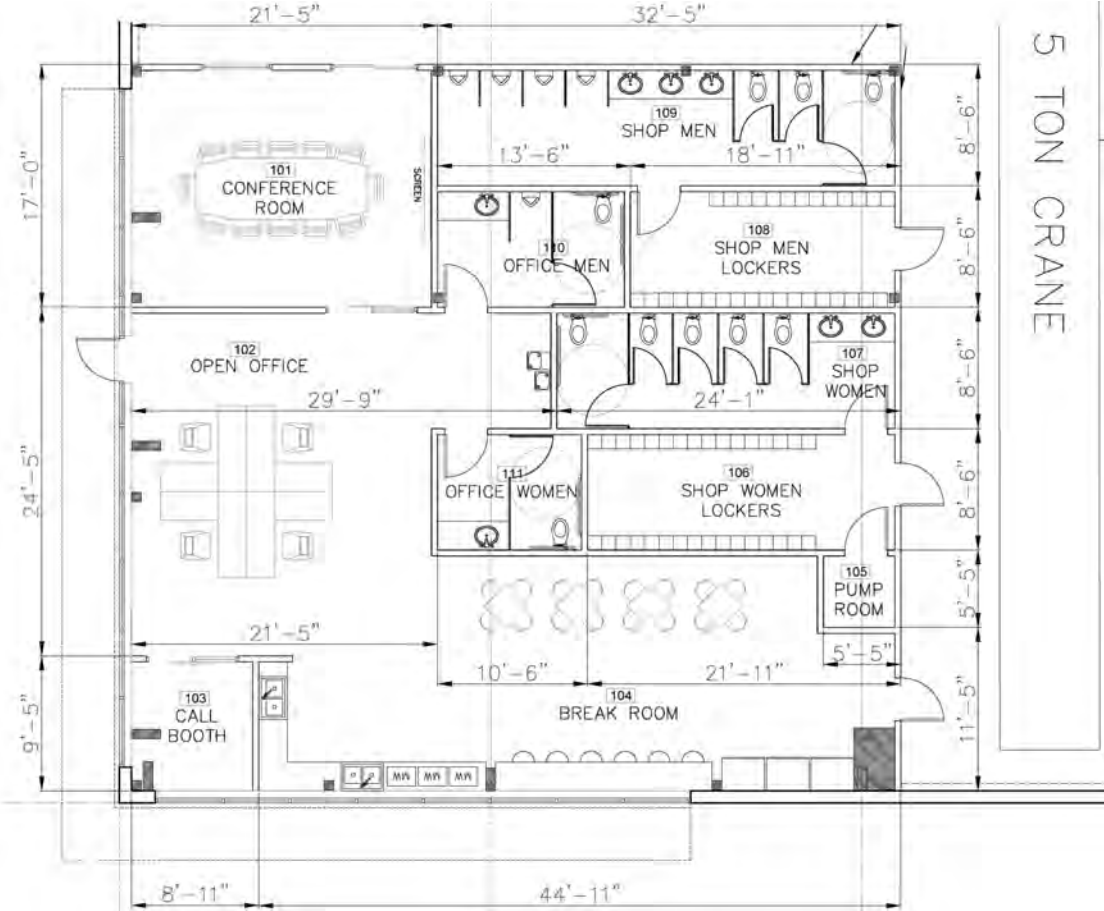 21'-5"
32'-5"
5 TON CRANE
109
SHOP MEN
8'-6"
13'-6"
18'-11"
17'-0"
101
CONFERENCE
ROOM
SCREEN
110
OFFICE MEN
108
SHOP MEN
LOCKERS
8'-6"
102
OPEN OFFICE
107
SHOP
WOMEN
8'-6"
29'-9"
24'-1"
24'-5"
111
OFFICE WOMEN
106
SHOP WOMEN
LOCKERS
8'-6"
105
PUMP
ROOM
5'-5"
21'-5"
5'-5"
10'-6"
21'-11"
103
CALL
BOOTH
104
BREAK ROOM
9'-5"
11'-5"
MW MW MW
8'-11"
44'-11"